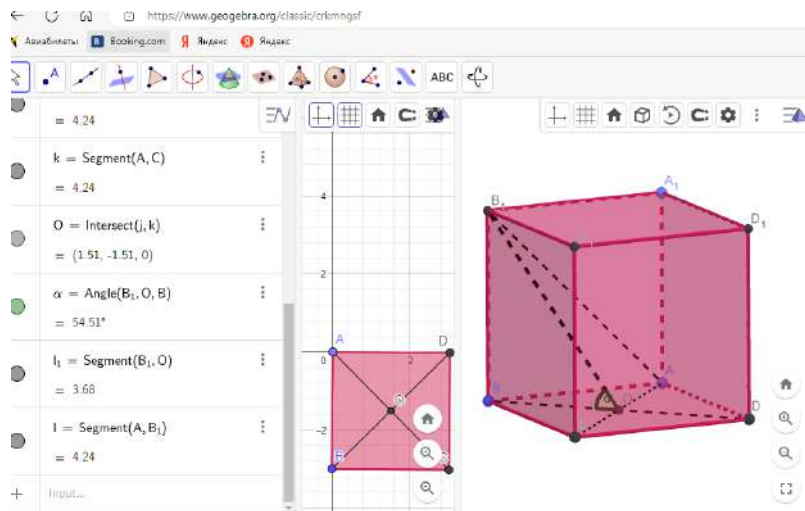 https://www.geogebra.org/classic/crkmngsf
Авиабилеты B Booking.com Я Яндекс Я Яндекс
A ABC
= 4.24
k = Segment(A, C)
= 4.24
O = Intersect(j, k)
= (1.51, -1.51, 0)
α = Angle(B₁, O, B)
= 54.51°
l₁ = Segment(B₁, O)
= 3.68
l = Segment(A, B₁)
= 4.24
Input...
4
2
A D
0 2
-2
B
A₁
B₁
D₁
A
B
D